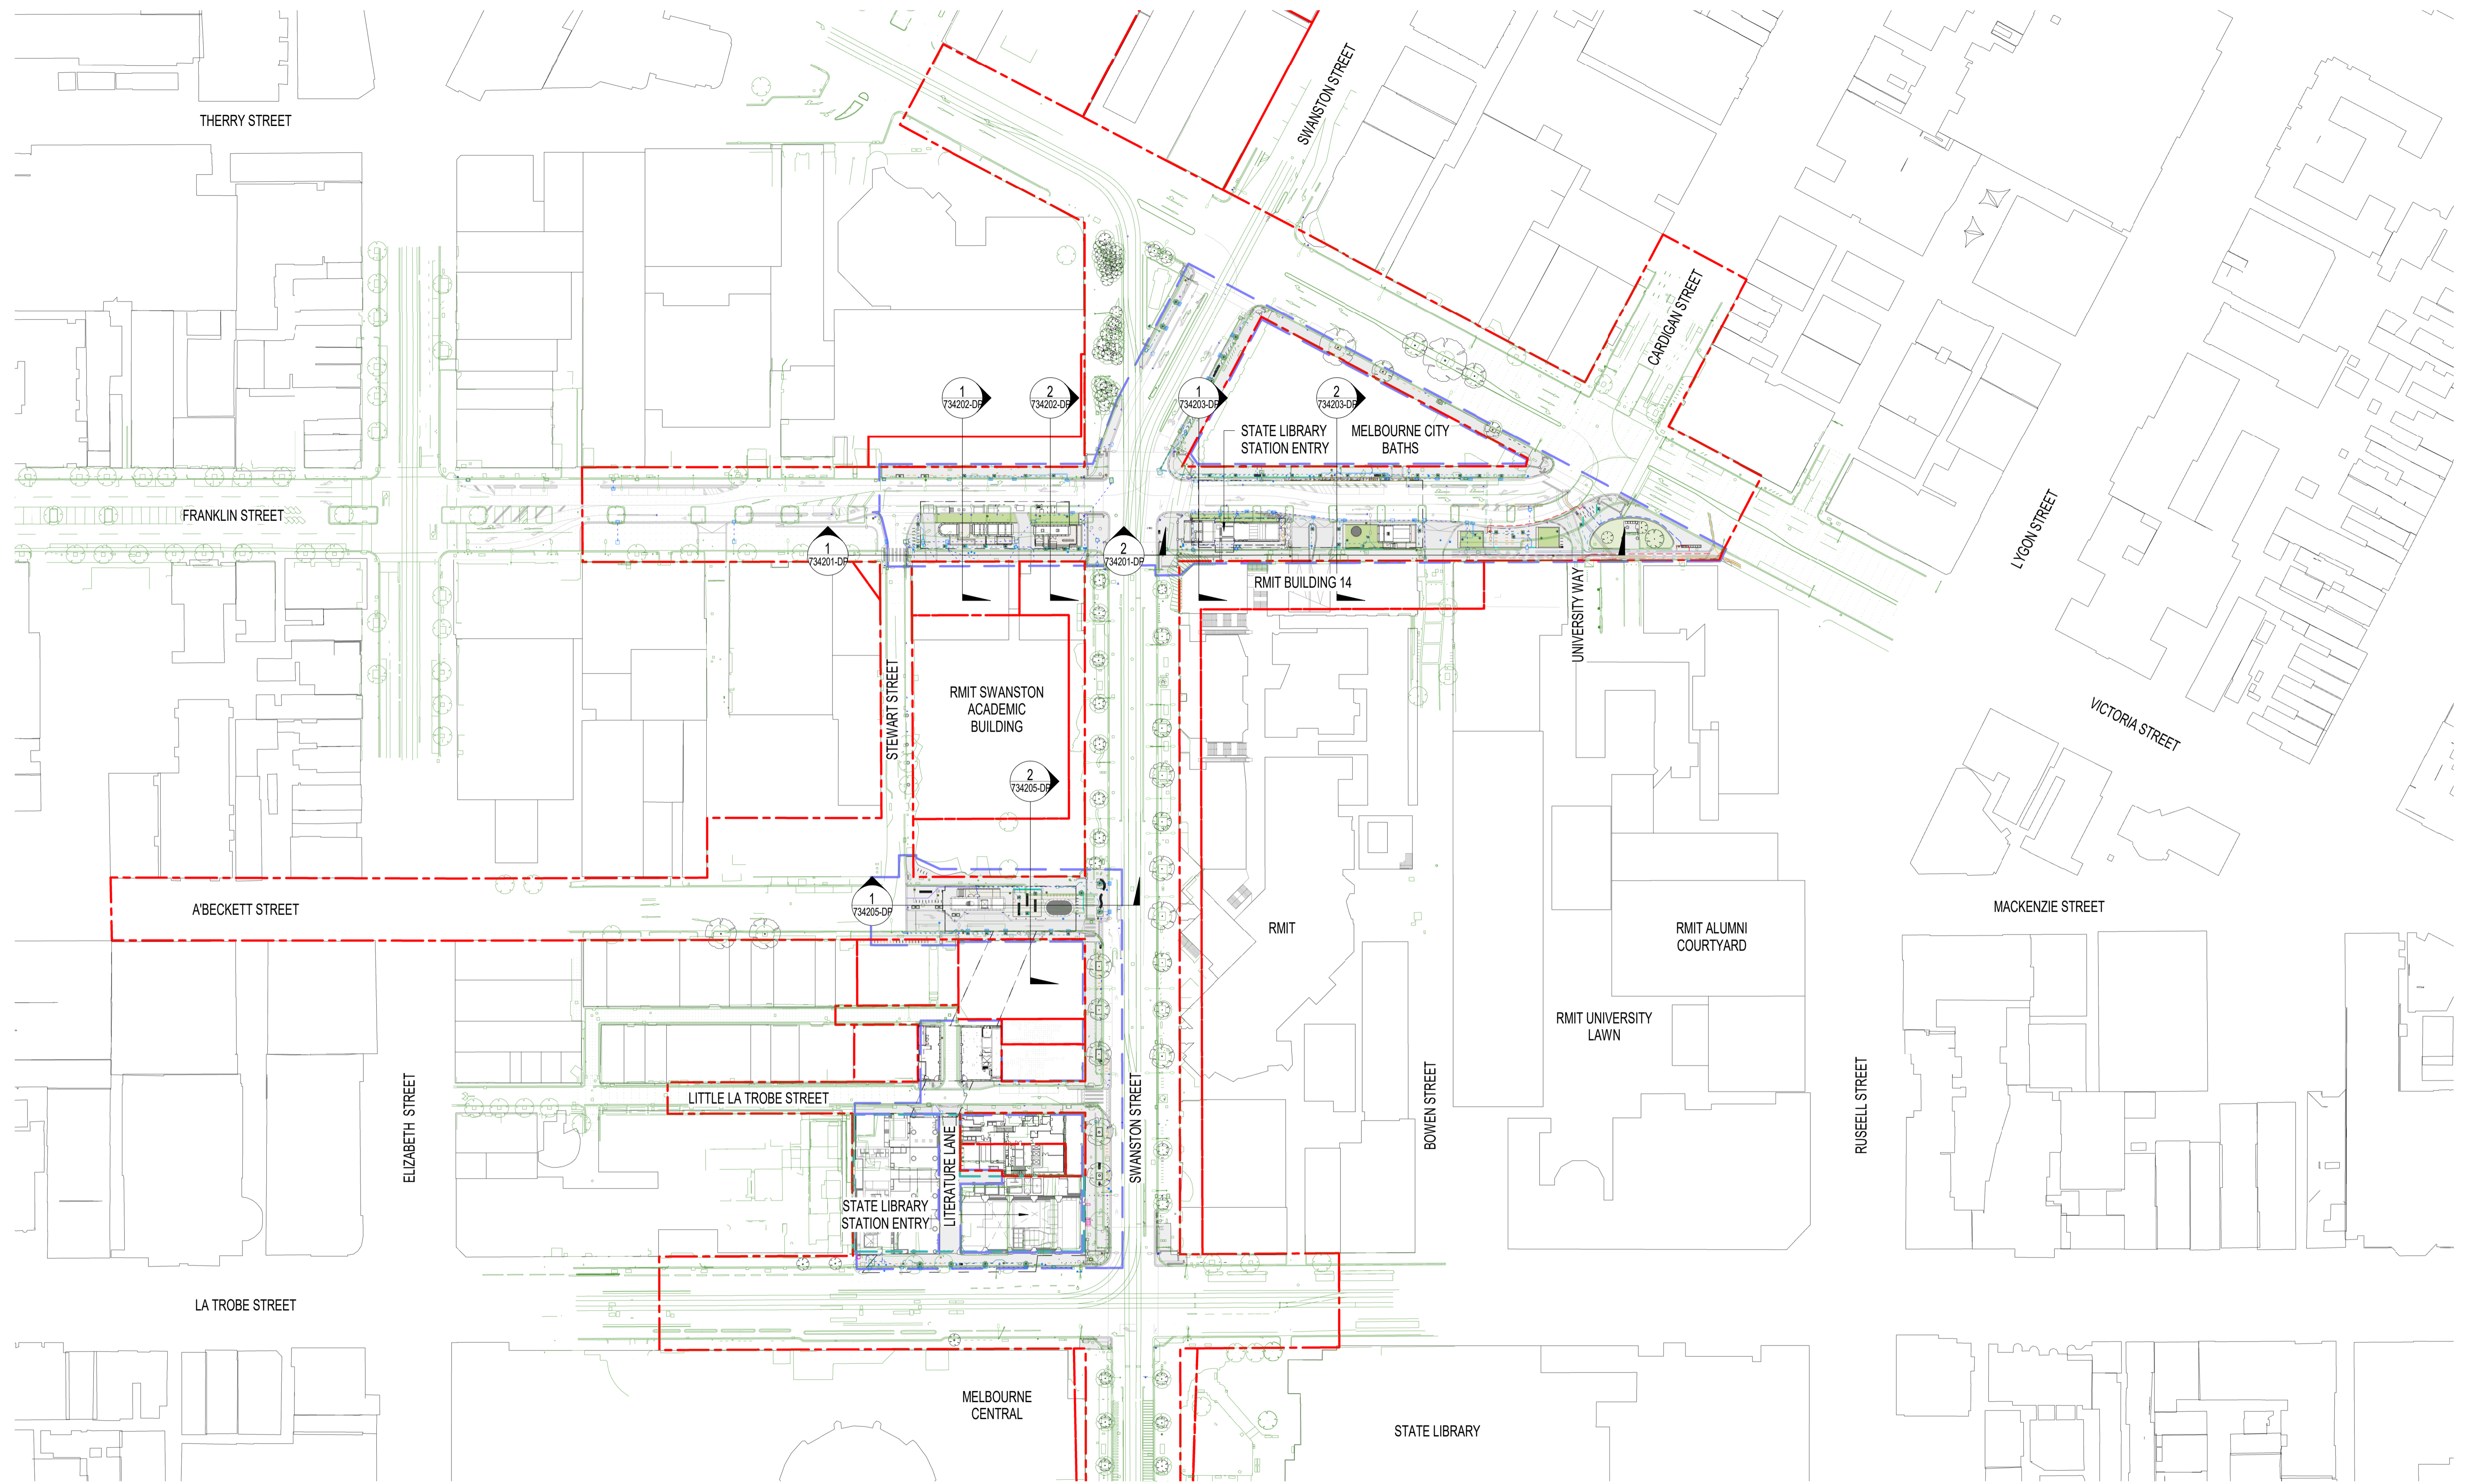 THERRY STREET
SWANSTON STREET
CARDIGAN STREET
1
734202-DP
2
734202-DP
1
734203-DP
2
734203-DP
STATE LIBRARY
STATION ENTRY
MELBOURNE CITY
BATHS
FRANKLIN STREET
1
734201-DP
2
734201-DP
LYGON STREET
RMIT BUILDING 14
UNIVERSITY WAY
STEWART STREET
RMIT SWANSTON
ACADEMIC
BUILDING
VICTORIA STREET
2
734205-DP
1
734205-DP
A'BECKETT STREET
MACKENZIE STREET
RMIT
RMIT ALUMNI
COURTYARD
RMIT UNIVERSITY
LAWN
ELIZABETH STREET
LITTLE LA TROBE STREET
SWANSTON STREET
BOWEN STREET
RUSSELL STREET
LITERATURE LANE
STATE LIBRARY
STATION ENTRY
LA TROBE STREET
MELBOURNE
CENTRAL
STATE LIBRARY